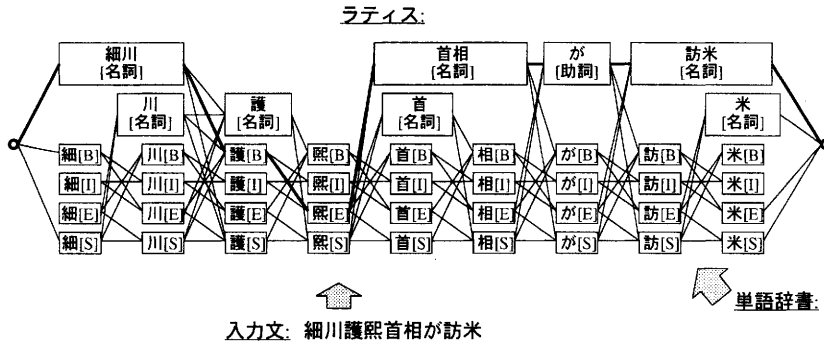 ラティス:
細川 首相 が 訪米
[名詞] [名詞] [助詞] [名詞]
川 護 首 米
[名詞] [名詞] [名詞] [名詞]
細[B] 川[B] 護[B] 熙[B] 首[B] 相[B] が[B] 訪[B] 米[B]
細[I] 川[I] 護[I] 熙[I] 首[I] 相[I] が[I] 訪[I] 米[I]
細[E] 川[E] 護[E] 熙[E] 首[E] 相[E] が[E] 訪[E] 米[E]
細[S] 川[S] 護[S] 熙[S] 首[S] 相[S] が[S] 訪[S] 米[S]
単語辞書:
入力文: 細川護熙首相が訪米